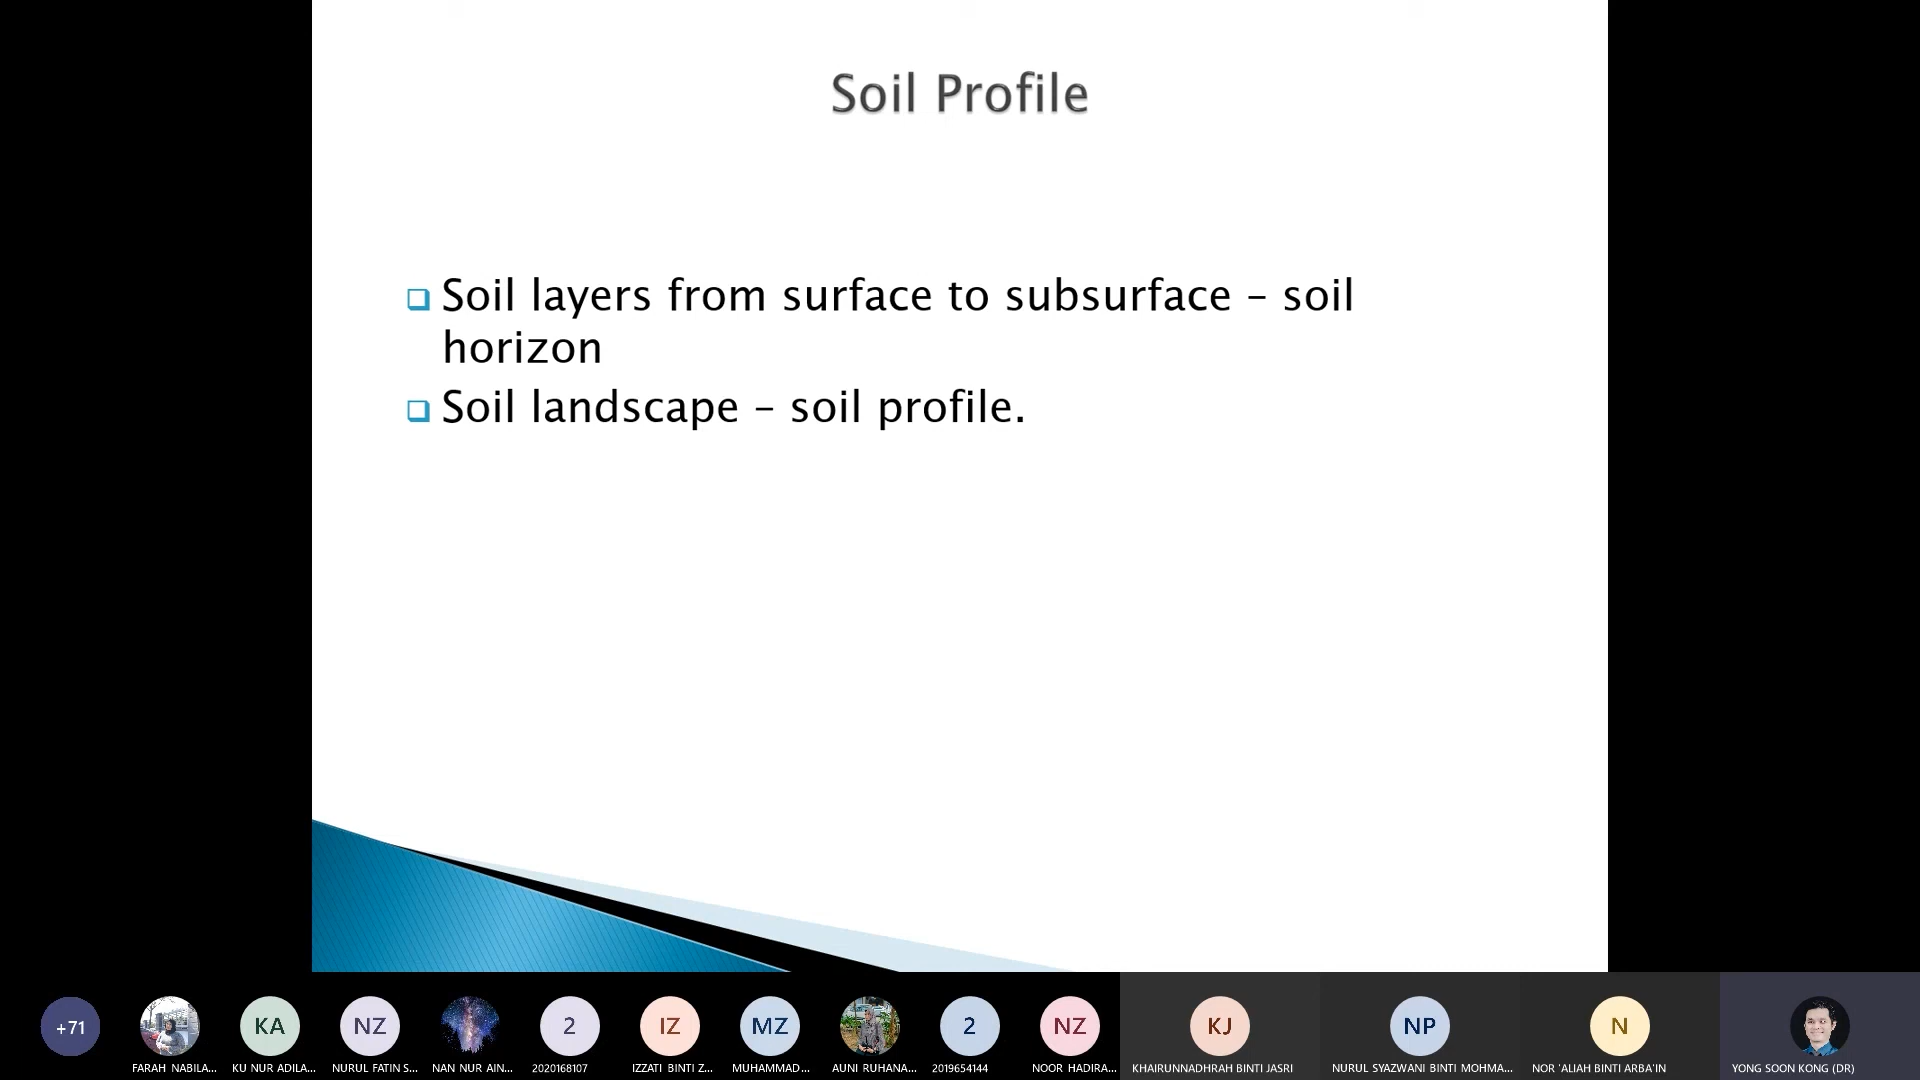 Soil Profile
❑ Soil layers from surface to subsurface – soil
horizon
❑ Soil landscape – soil profile.
+71
KA
NZ
2
IZ
MZ
2
NZ
KJ
NP
N
FARAH NABILA...
KU NUR ADILA...
NURUL FATIN S...
NAN NUR AIN...
2020168107
IZZATI BINTI Z...
MUHAMMAD...
AUNI RUHANA...
2019654144
NOOR HADIRA...
KHAIRUNNADHRAH BINTI JASRI
NURUL SYAZWANI BINTI MOHMA...
NOR 'ALIAH BINTI ARBA'IN
YONG SOON KONG (DR)